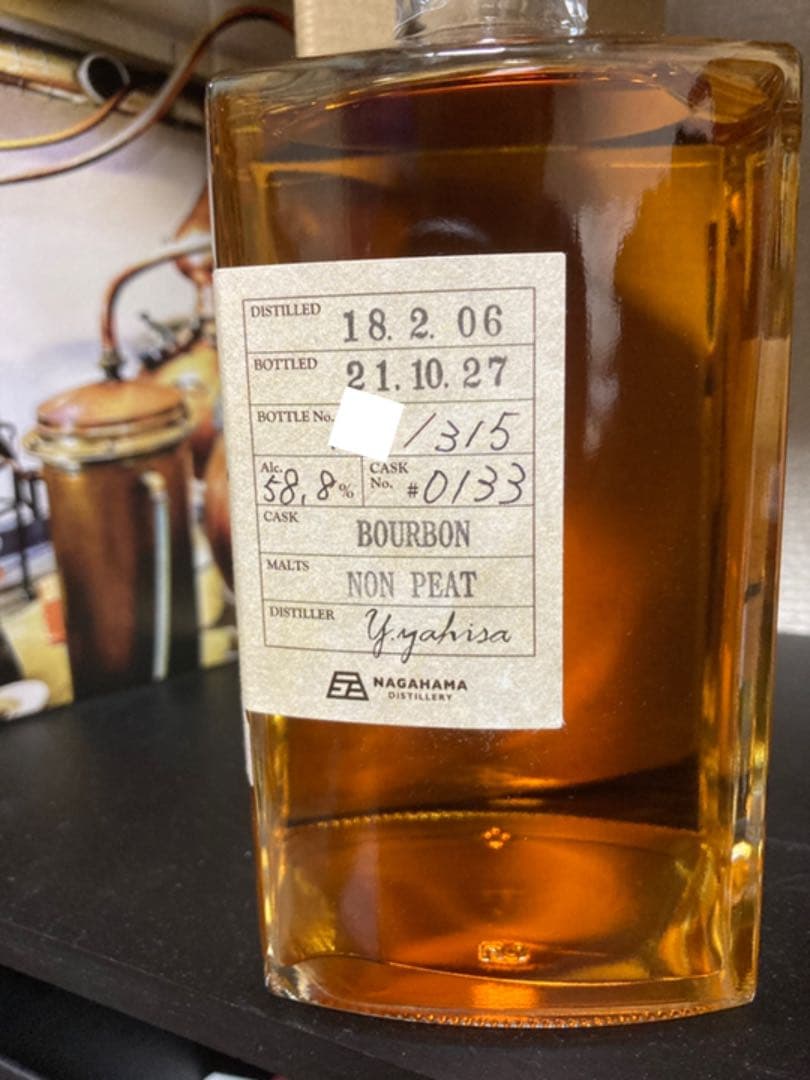 DISTILLED 18. 2. 06
BOTTLED 21. 10. 27
BOTTLE No. /315
Alc. 58.8% CASK No. #0133
CASK BOURBON
MALTS NON PEAT
DISTILLER Y.yahisa
NAGAHAMA
DISTILLERY